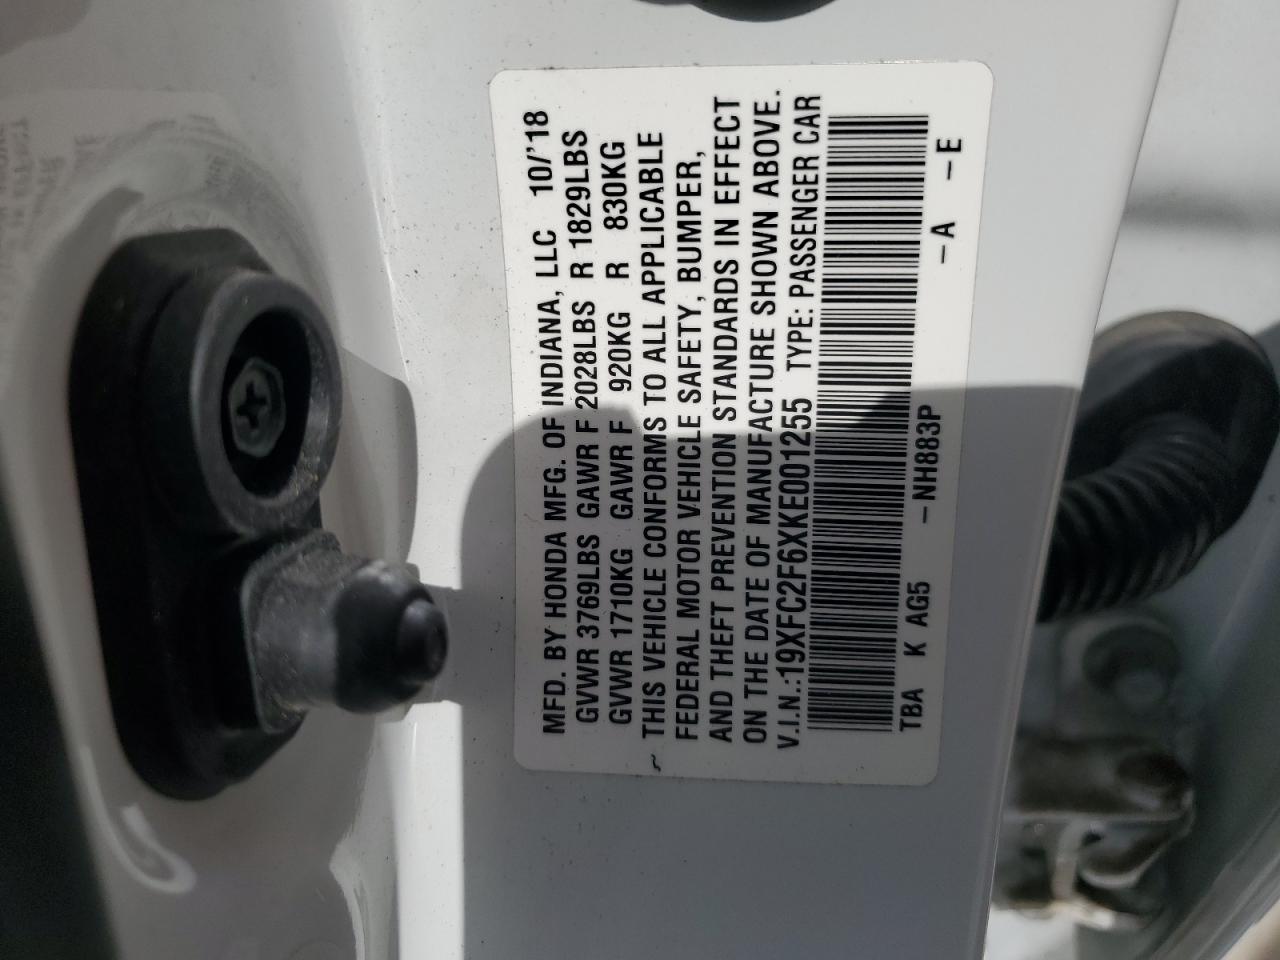 MFD. BY HONDA MFG. OF INDIANA, LLC 10/'18
GVWR 3769LBS GAWR F 2028LBS R 1829LBS
GVWR 1710KG GAWR F 920KG R 830KG
THIS VEHICLE CONFORMS TO ALL APPLICABLE
FEDERAL MOTOR VEHICLE SAFETY, BUMPER,
AND THEFT PREVENTION STANDARDS IN EFFECT
ON THE DATE OF MANUFACTURE SHOWN ABOVE.
V.I.N.:19XFC2F6XKE001255 TYPE: PASSENGER CAR
TBA K AG5 -NH883P -A -E